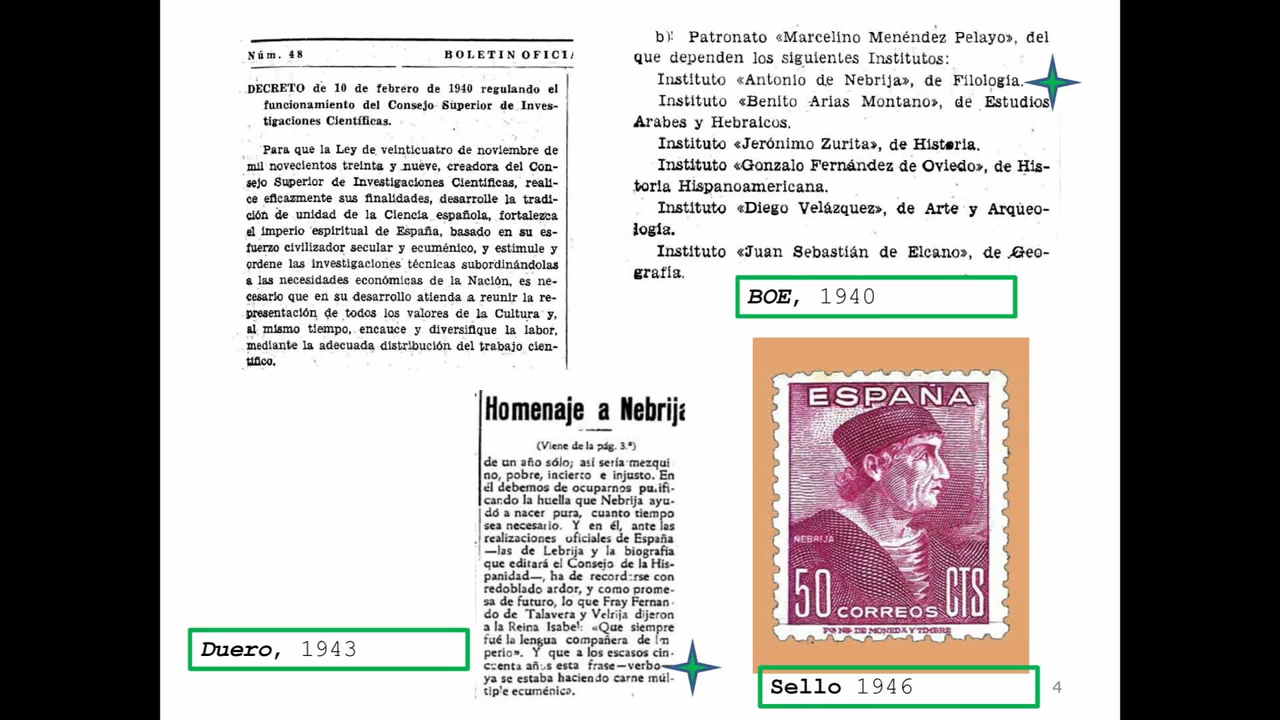 Núm. 48
BOLETIN OFICI
DECRETO de 10 de febrero de 1940 regulando el
funcionamiento del Consejo Superior de Inves-
tigaciones Científicas.
Para que la Ley de veinticuatro de noviembre de
mil novecientos treinta y nueve, creadora del Con-
sejo Superior de Investigaciones Científicas, reali-
ce eficazmente sus finalidades, desarrolle la tradi-
ción de unidad de la Ciencia española, fortalezca
el imperio espiritual de España, basado en su es-
fuerzo civilizador secular y ecuménico, y estimule y
ordene las investigaciones técnicas subordinándolas
a las necesidades económicas de la Nación, es ne-
cesario que en su desarrollo atienda a reunir la re-
presentación de todos los valores de la Cultura y,
al mismo tiempo, encauce y diversifique la labor,
mediante la adecuada distribución del trabajo cien-
tífico.
b) Patronato «Marcelino Menéndez Pelayo», del
que dependen los siguientes Institutos:
Instituto «Antonio de Nebrija», de Filología.
Instituto «Benito Arias Montano», de Estudios
Arabes y Hebraicos.
Instituto «Jerónimo Zurita», de Historia.
Instituto «Gonzalo Fernández de Oviedo», de His-
toria Hispanoamericana.
Instituto «Diego Velázquez», de Arte y Arqueo-
logía.
Instituto «Juan Sebastián de Elcano», de Geo-
grafía.
BOE, 1940
Homenaje a Nebrija
(Viene de la pág. 3.ª)
de un año sólo; así sería mezqui
no, pobre, incierto e injusto. En
él debemos de ocuparnos purifi-
cando la huella que Nebrija ayu-
dó a nacer pura, cuanto tiempo
sea necesario. Y en él, ante las
realizaciones oficiales de España
—las de Lebrija y la biografía
que editará el Consejo de la His-
panidad—, ha de recordarse con
redoblado ardor, y como prome-
sa de futuro, lo que Fray Fernan-
do de Talavera y Velrija dijeron
a la Reina Isabel: «Que siempre
fué la lengua compañera de Im
perio». Y que a los escasos cin-
cuenta años esta frase—verbo—
ya se estaba haciendo carne múl-
tiple ecuménica.
Duero, 1943
ESPAÑA
NEBRIJA
50 CTS
CORREOS
DE MONEDA Y TIMBRE
Sello 1946
4